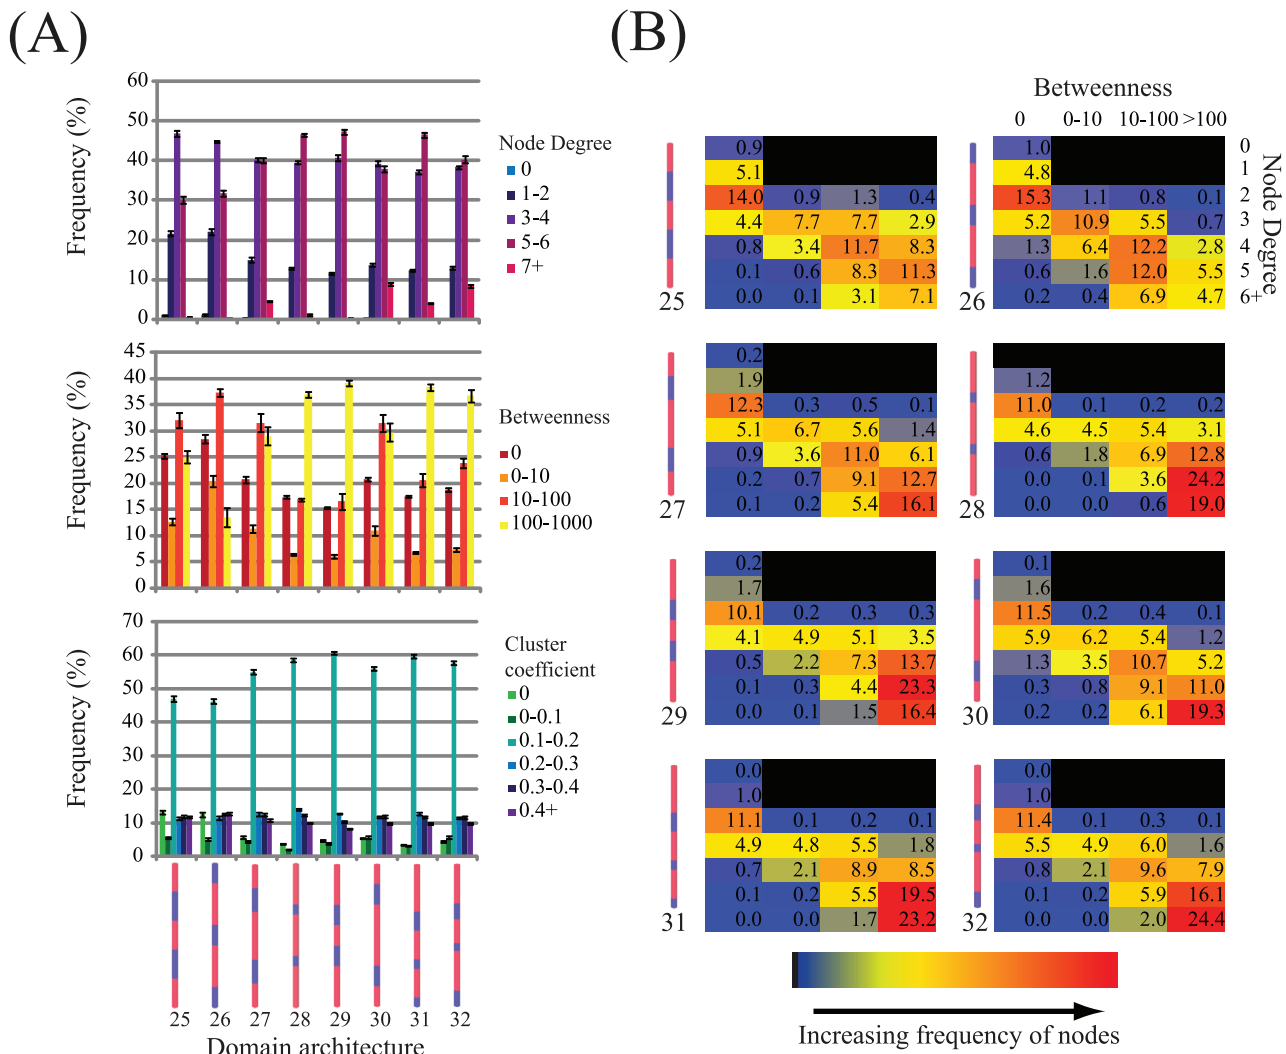 (A)
Frequency (%)
60
50
40
30
20
10
0
Node Degree
0
1-2
3-4
5-6
7+
Frequency (%)
45
40
35
30
25
20
15
10
5
0
Betweenness
0
0-10
10-100
100-1000
Frequency (%)
70
60
50
40
30
20
10
0
Cluster
coefficient
0
0-0.1
0.1-0.2
0.2-0.3
0.3-0.4
0.4+
25 26 27 28 29 30 31 32
Domain architecture
(B)
Betweenness
0 0-10 10-100 >100
Node Degree
0
1
2
3
4
5
6+
25
0.9
5.1
14.0 0.9 1.3 0.4
4.4 7.7 7.7 2.9
0.8 3.4 11.7 8.3
0.1 0.6 8.3 11.3
0.0 0.1 3.1 7.1
26
1.0
4.8
15.3 1.1 0.8 0.1
5.2 10.9 5.5 0.7
1.3 6.4 12.2 2.8
0.6 1.6 12.0 5.5
0.2 0.4 6.9 4.7
27
0.2
1.9
12.3 0.3 0.5 0.1
5.1 6.7 5.6 1.4
0.9 3.6 11.0 6.1
0.2 0.7 9.1 12.7
0.1 0.2 5.4 16.1
28
1.2
11.0 0.1 0.2 0.2
4.6 4.5 5.4 3.1
0.6 1.8 6.9 12.8
0.0 0.1 3.6 24.2
0.0 0.0 0.6 19.0
29
0.2
1.7
10.1 0.2 0.3 0.3
4.1 4.9 5.1 3.5
0.5 2.2 7.3 13.7
0.1 0.3 4.4 23.3
0.0 0.1 1.5 16.4
30
0.1
1.6
11.5 0.2 0.4 0.1
5.9 6.2 5.4 1.2
1.3 3.5 10.7 5.2
0.3 0.8 9.1 11.0
0.2 0.2 6.1 19.3
31
0.0
1.0
11.1 0.1 0.2 0.1
4.9 4.8 5.5 1.8
0.7 2.1 8.9 8.5
0.1 0.2 5.5 19.5
0.0 0.0 1.7 23.2
32
0.0
1.0
11.4 0.1 0.3 0.1
5.5 4.9 6.0 1.6
0.8 2.1 9.6 7.9
0.1 0.2 5.9 16.1
0.0 0.0 2.0 24.4
Increasing frequency of nodes